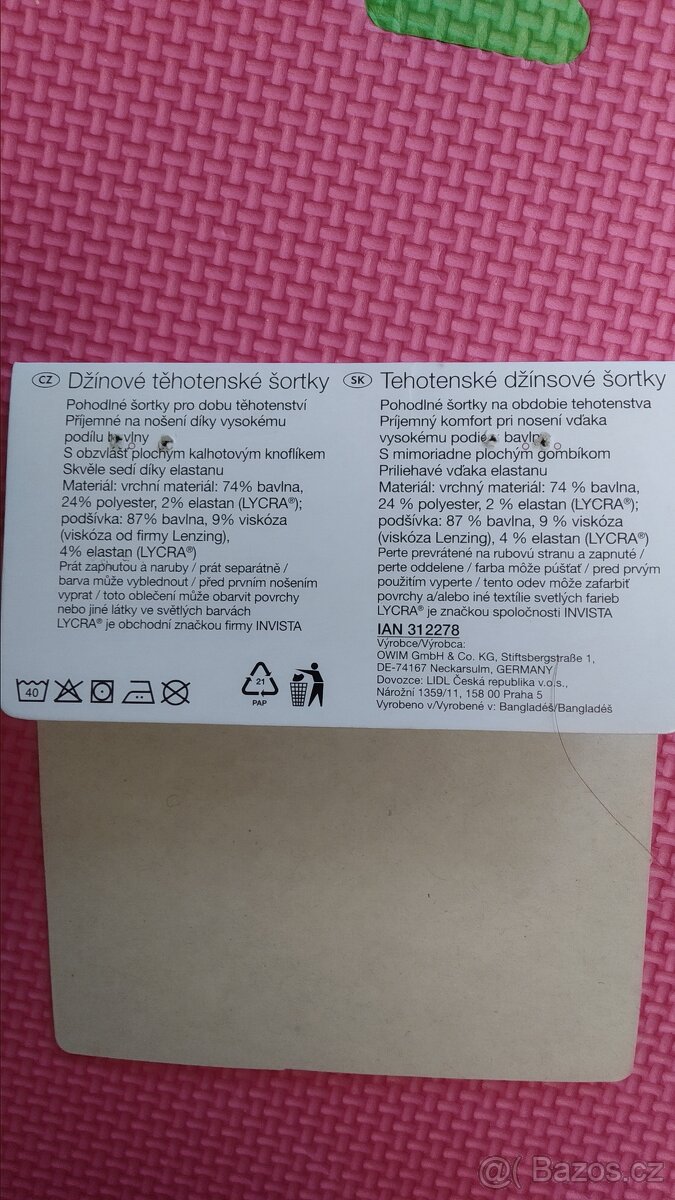 CZ Džínové těhotenské šortky
Pohodlné šortky pro dobu těhotenství
Příjemné na nošení díky vysokému
podílu bavlny
S obzvlášť plochým kalhotovým knoflíkem
Skvěle sedí díky elastanu
Materiál: vrchní materiál: 74% bavlna,
24% polyester, 2% elastan (LYCRA®);
podšívka: 87% bavlna, 9% viskóza
(viskóza od firmy Lenzing),
4% elastan (LYCRA®)
Prát zapnutou a naruby / prát separátně /
barva může vyblednout / před prvním nošením
vyprat / toto oblečení může obarvit povrchy
nebo jiné látky ve světlých barvách
LYCRA® je obchodní značkou firmy INVISTA
40
21
PAP
SK Tehotenské džínsové šortky
Pohodlné šortky na obdobie tehotenstva
Príjemný komfort pri nosení vďaka
vysokému podielu bavlny
S mimoriadne plochým gombíkom
Priliehavé vďaka elastanu
Materiál: vrchný materiál: 74 % bavlna,
24 % polyester, 2 % elastan (LYCRA®);
podšívka: 87 % bavlna, 9 % viskóza
(viskóza Lenzing), 4 % elastan (LYCRA®)
Perte prevrátené na rubovú stranu a zapnuté /
perte oddelene / farba môže púšťať / pred prvým
použitím vyperte / tento odev môže zafarbiť
povrchy a/alebo iné textílie svetlých farieb
LYCRA® je značkou spoločnosti INVISTA
IAN 312278
Výrobce/Výrobca:
OWIM GmbH & Co. KG, Stiftsbergstraße 1,
DE-74167 Neckarsulm, GERMANY
Dovozce: LIDL Česká republika v.o.s.,
Nárožní 1359/11, 158 00 Praha 5
Vyrobeno v/Vyrobené v: Bangladéš/Bangladéš
@( Bazos.cz